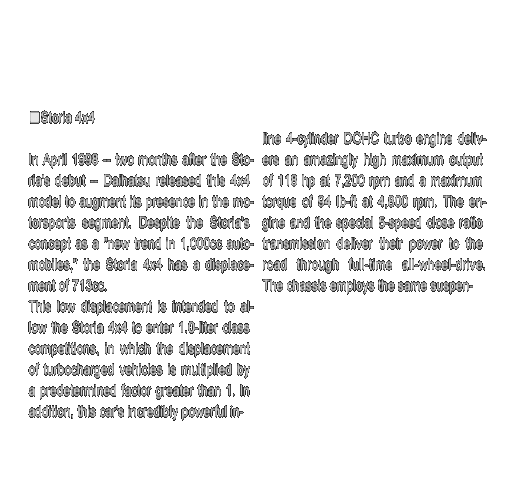 ■Storia 4x4
In April 1998 – two months after the Sto-
ria's debut – Daihatsu released this 4x4
model to augment its presence in the mo-
torsports segment. Despite the Storia's
concept as a "new trend in 1,000cc auto-
mobiles," the Storia 4x4 has a displace-
ment of 713cc.
This low displacement is intended to al-
low the Storia 4x4 to enter 1.0-liter class
competitions, in which the displacement
of turbocharged vehicles is multiplied by
a predetermined factor greater than 1. In
addition, this car's incredibly powerful in-
line 4-cylinder DOHC turbo engine deliv-
ers an amazingly high maximum output
of 118 hp at 7,200 rpm and a maximum
torque of 94 lb-ft at 4,800 rpm. The en-
gine and the special 5-speed close ratio
transmission deliver their power to the
road through full-time all-wheel-drive.
The chassis employs the same suspen-